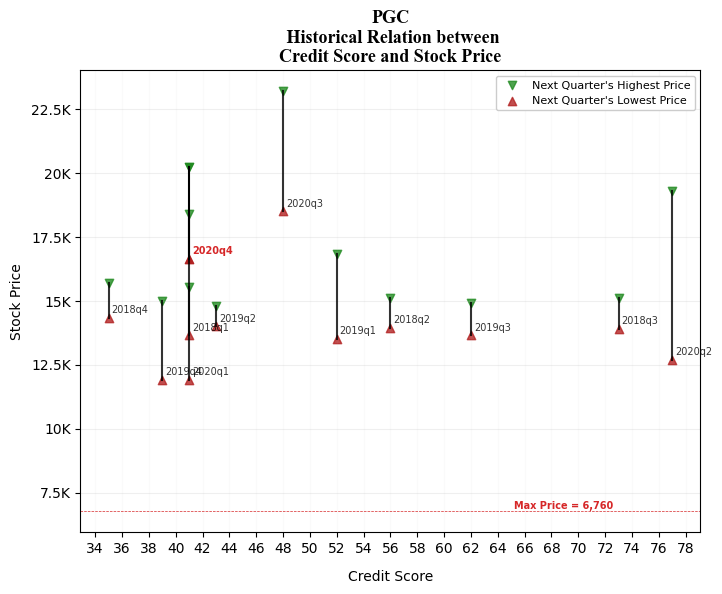 PGC
Historical Relation between
Credit Score and Stock Price
Next Quarter's Highest Price
Next Quarter's Lowest Price
22.5K
20K
17.5K
15K
12.5K
10K
7.5K
Stock Price
2020q3
2020q4
2018q4
2019q2
2018q1
2019q1
2018q2
2019q3
2018q3
2020q2
2019q4
2020q1
Max Price = 6,760
34 36 38 40 42 44 46 48 50 52 54 56 58 60 62 64 66 68 70 72 74 76 78
Credit Score